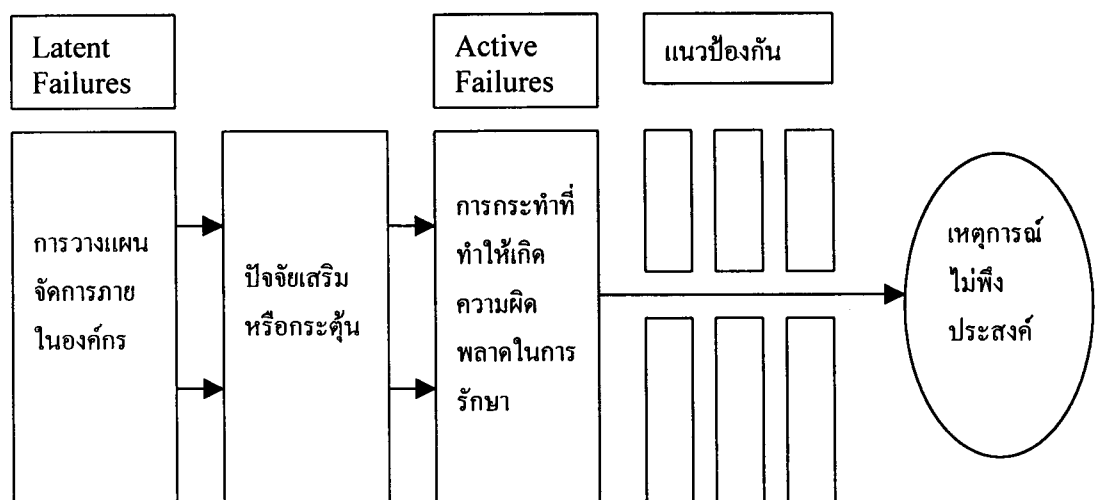 Latent
Failures
Active
Failures
แนวป้องกัน
การวางแผน
จัดการภาย
ในองค์กร
ปัจจัยเสริม
หรือกระตุ้น
การกระทำที่
ทำให้เกิด
ความผิด
พลาดในการ
รักษา
เหตุการณ์
ไม่พึง
ประสงค์